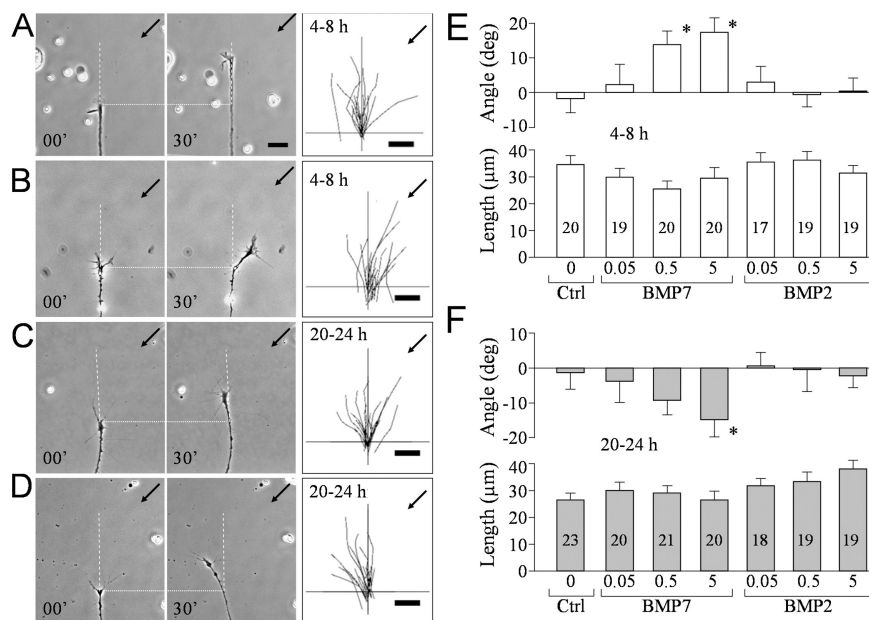 A
00'
30'
4-8 h
B
00'
30'
4-8 h
C
00'
30'
20-24 h
D
00'
30'
20-24 h
E
Angle (deg)
20
10
0
-10
* *
4-8 h
Length (μm)
40
30
20
10
0
20 19 20 20 17 19 19
0 0.05 0.5 5 0.05 0.5 5
Ctrl BMP7 BMP2
F
Angle (deg)
10
0
-10
-20
*
20-24 h
Length (μm)
40
30
20
10
0
23 20 21 20 18 19 19
0 0.05 0.5 5 0.05 0.5 5
Ctrl BMP7 BMP2